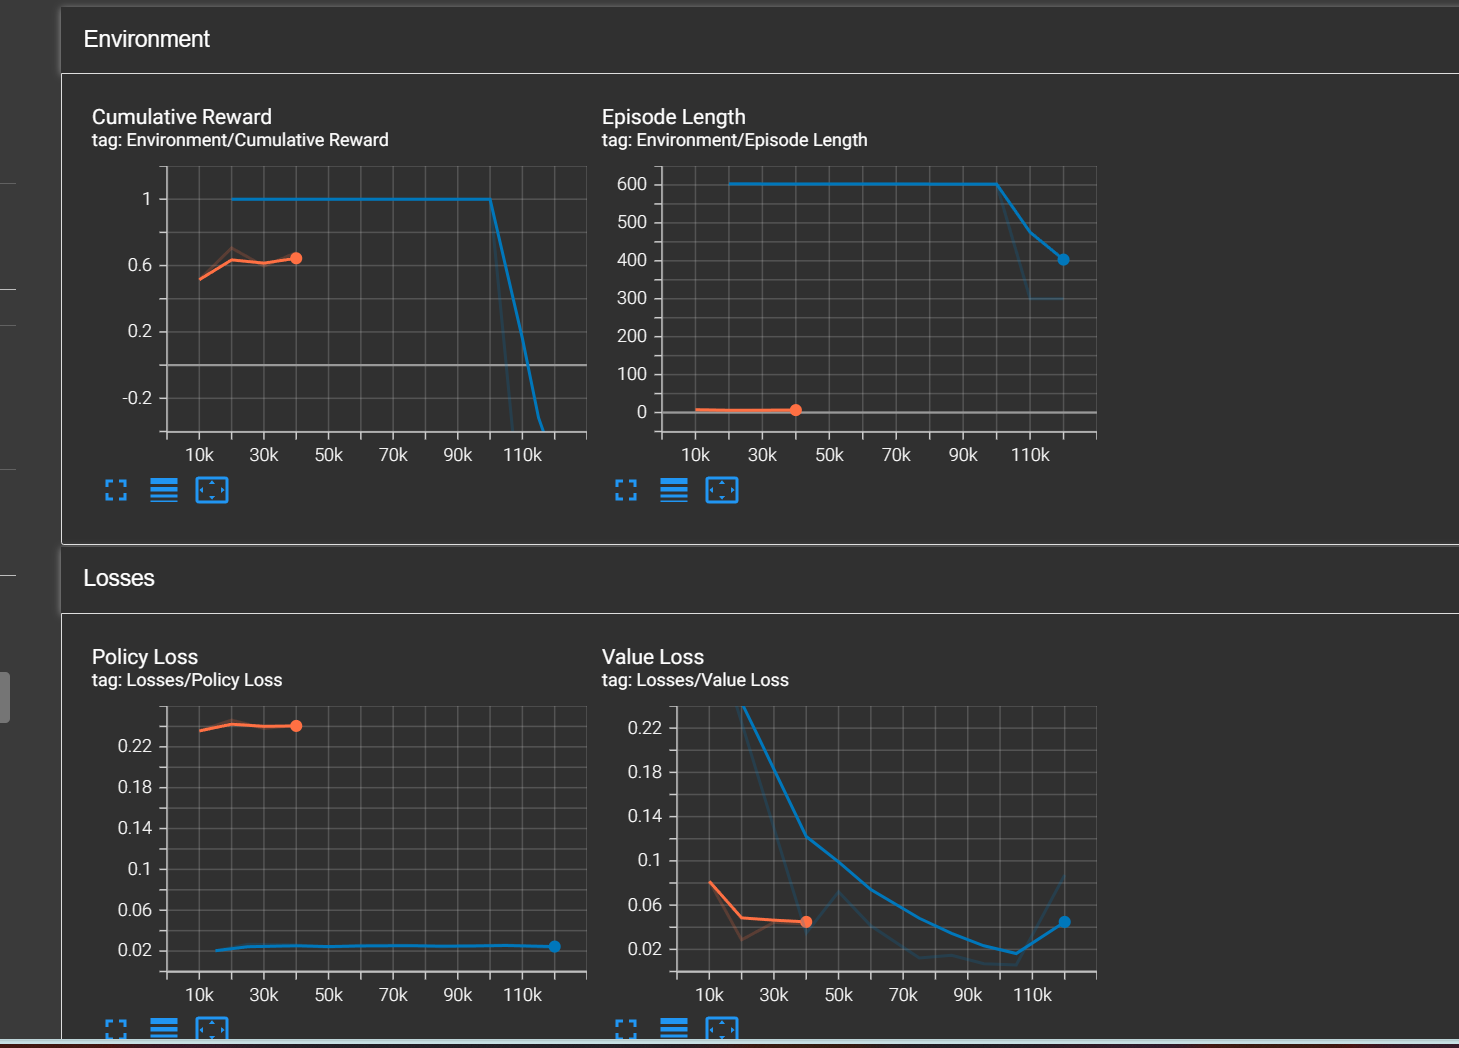 Environment
Cumulative Reward
tag: Environment/Cumulative Reward
1
0.6
0.2
-0.2
10k 30k 50k 70k 90k 110k
Episode Length
tag: Environment/Episode Length
600
500
400
300
200
100
0
10k 30k 50k 70k 90k 110k
Losses
Policy Loss
tag: Losses/Policy Loss
0.22
0.18
0.14
0.1
0.06
0.02
10k 30k 50k 70k 90k 110k
Value Loss
tag: Losses/Value Loss
0.22
0.18
0.14
0.1
0.06
0.02
10k 30k 50k 70k 90k 110k